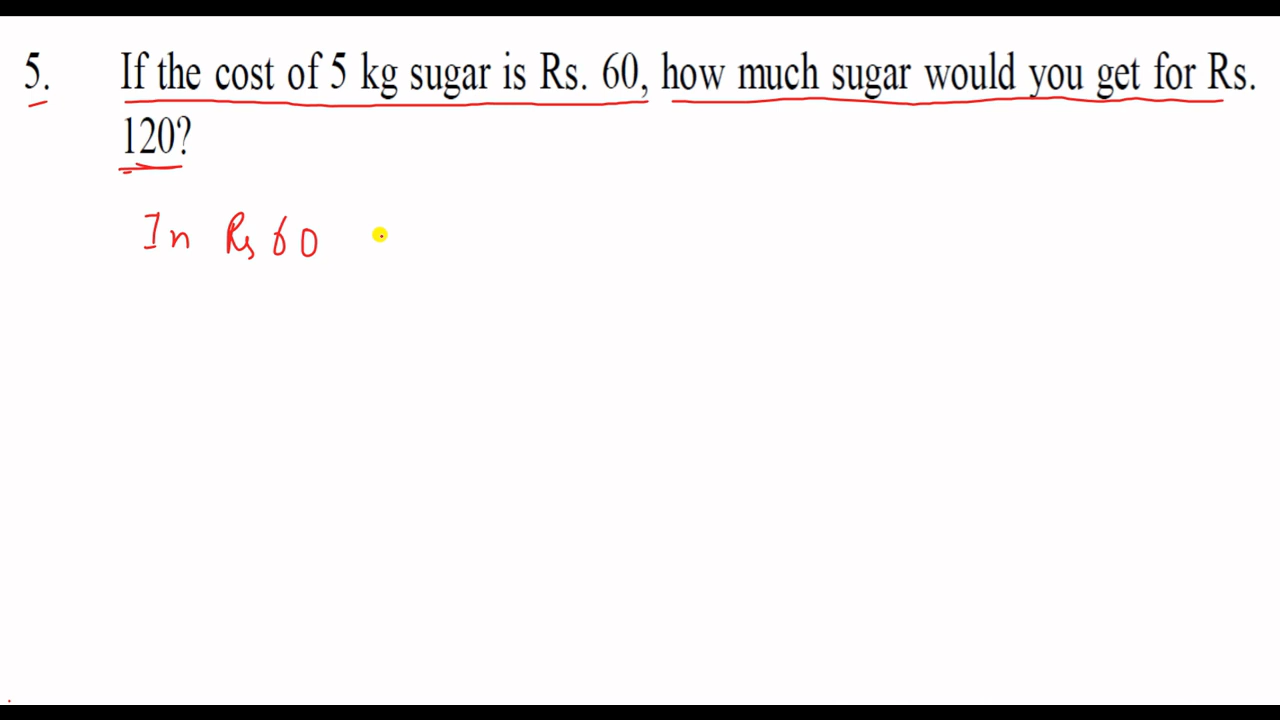 5. If the cost of 5 kg sugar is Rs. 60, how much sugar would you get for Rs.
120?
In Rs 60